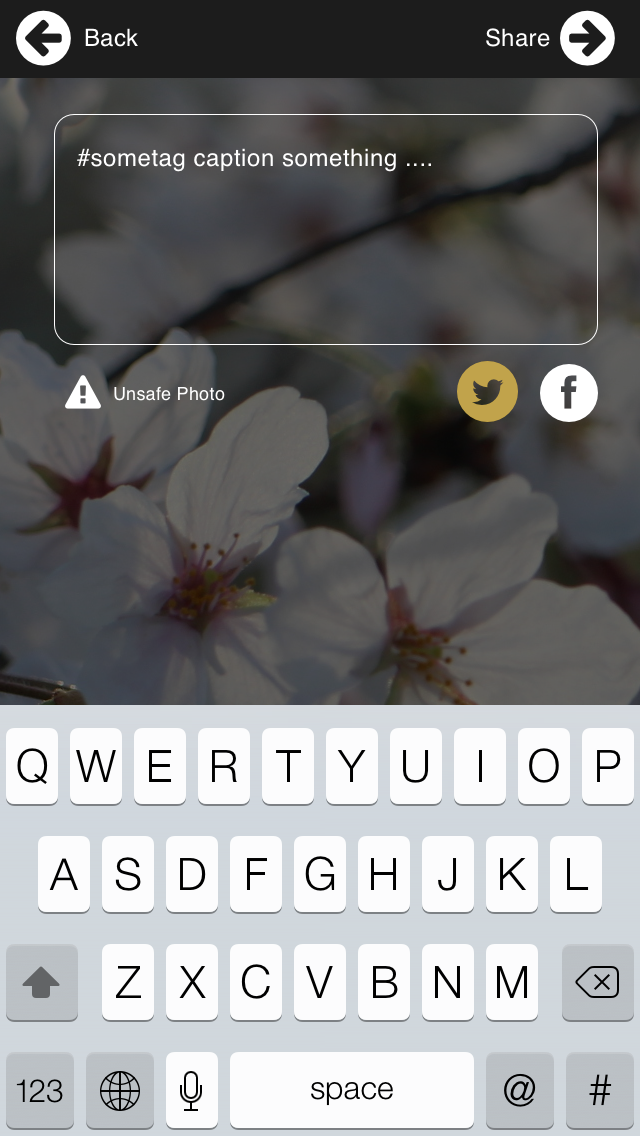 Back
Share
#sometag caption something ....
Unsafe Photo
Q W E R T Y U I O P
A S D F G H J K L
Z X C V B N M
123 space @ #